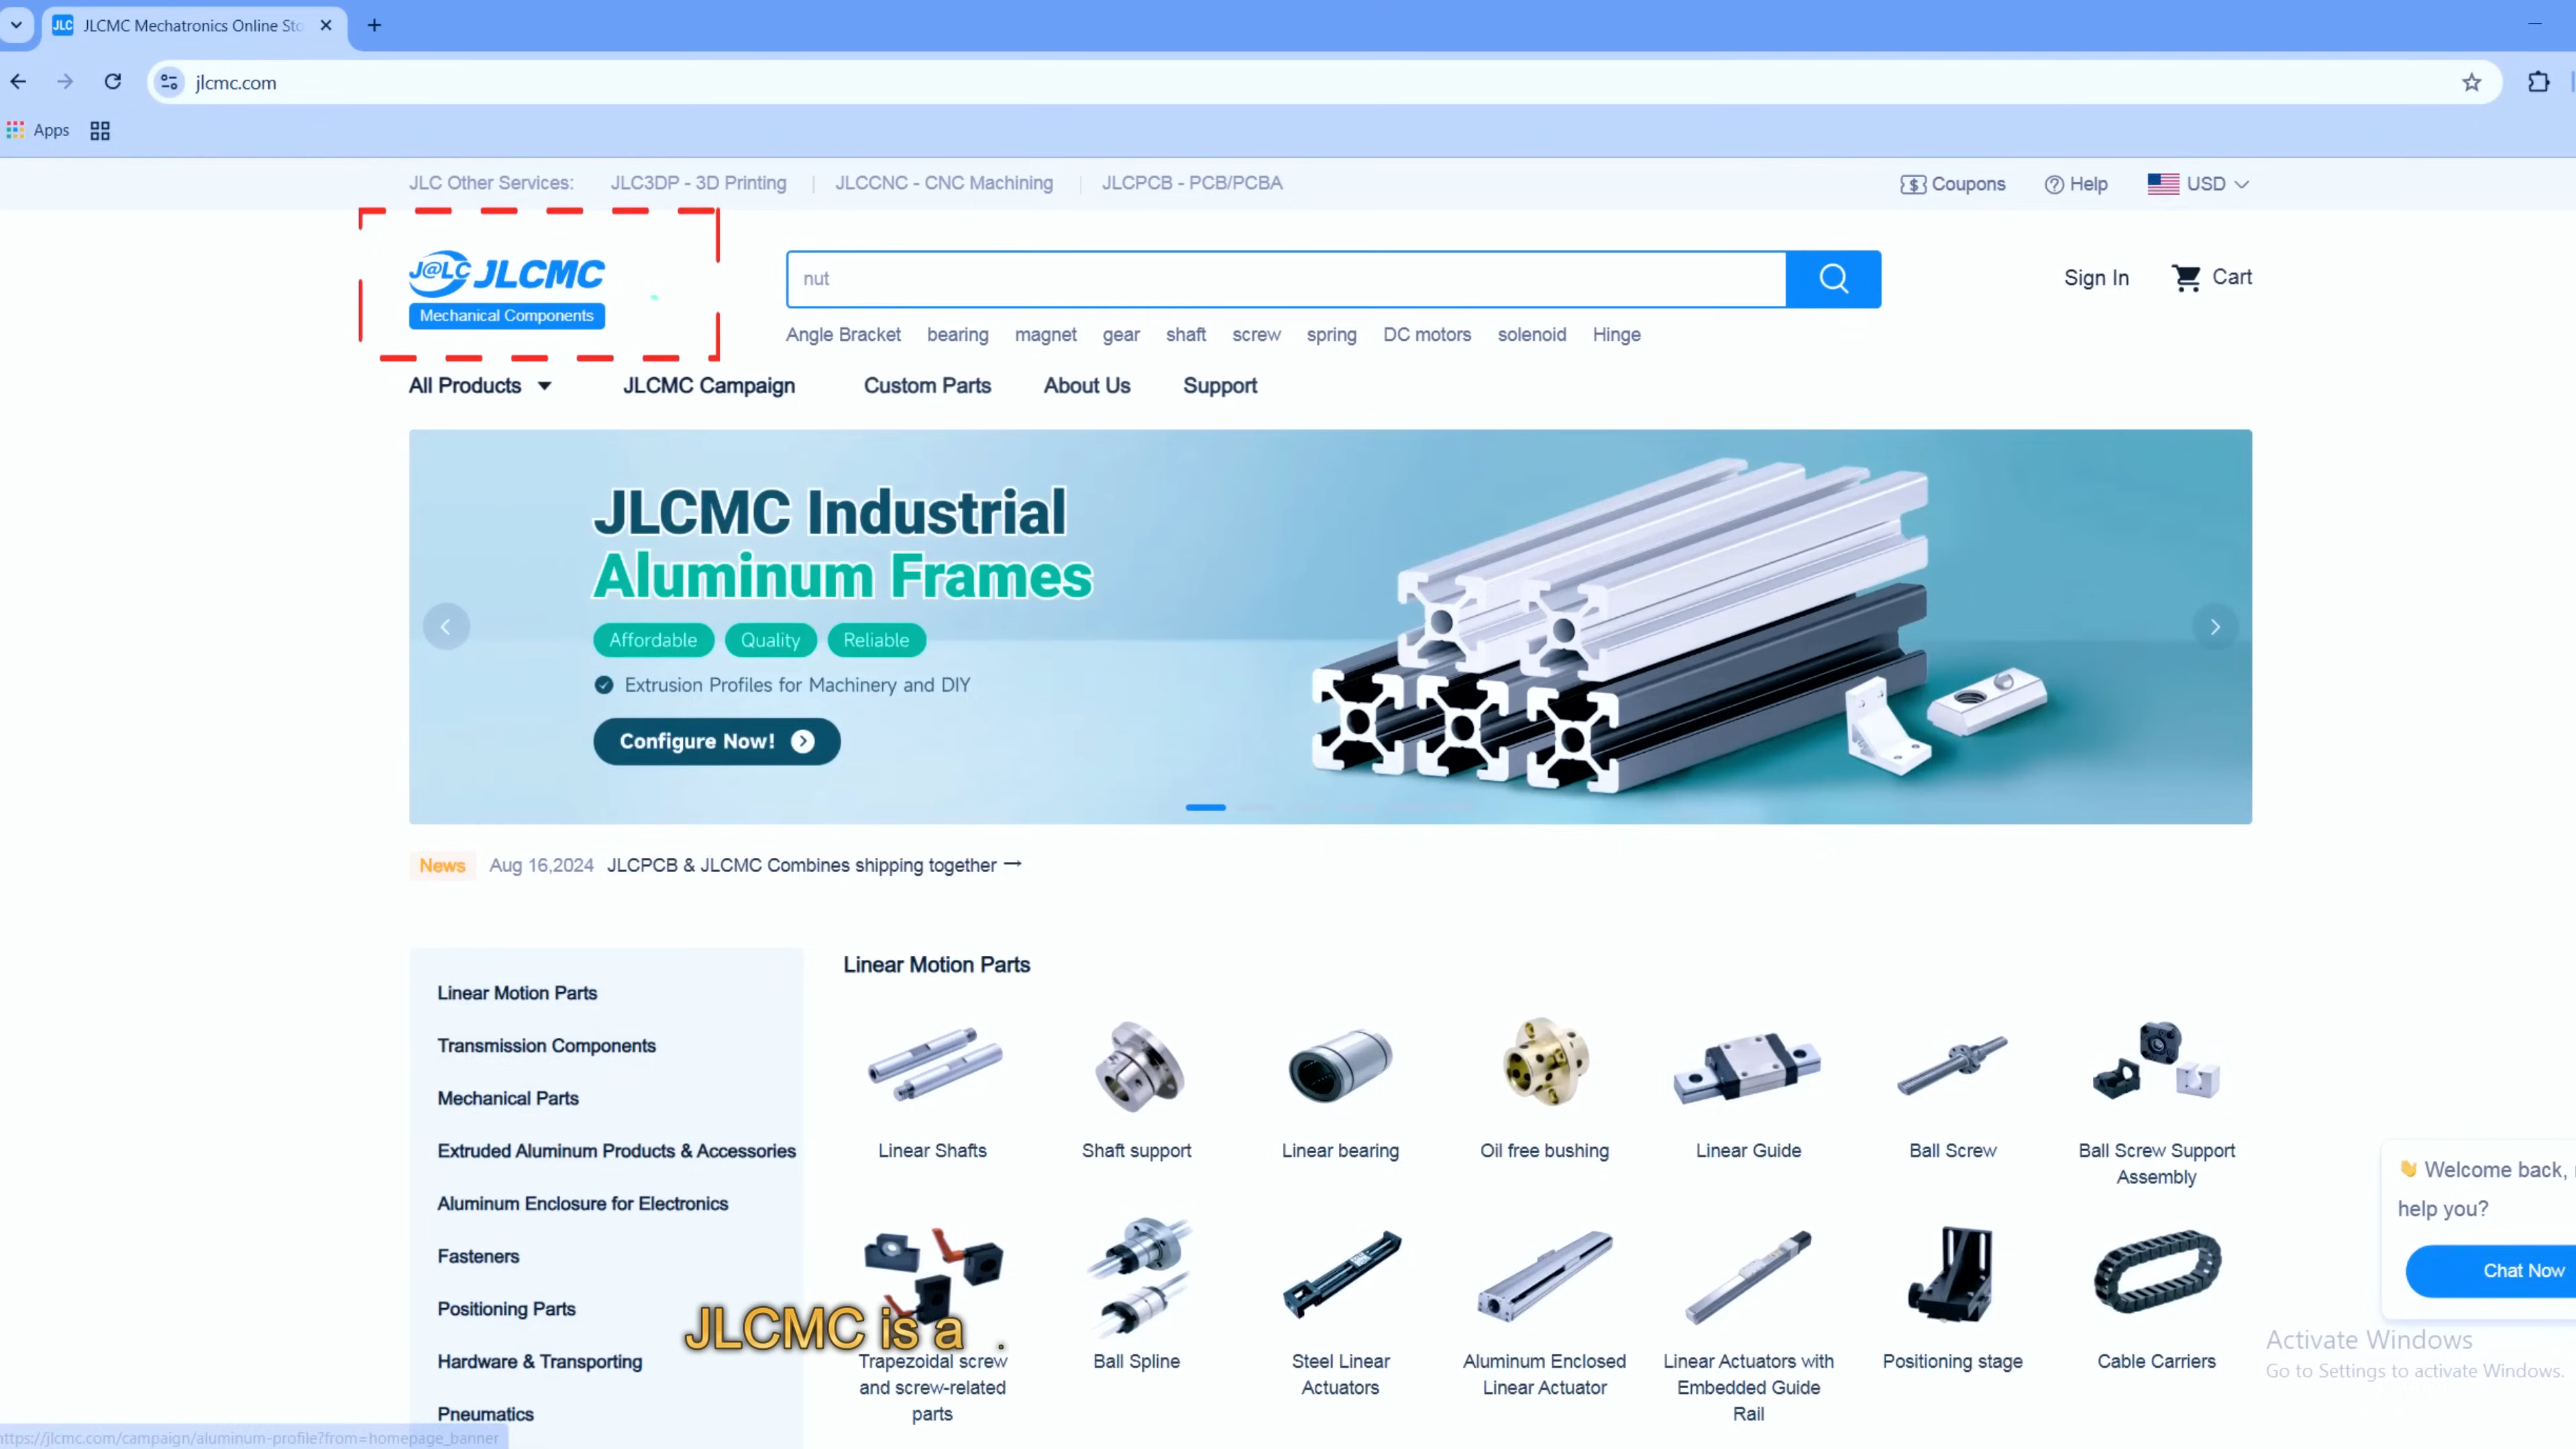 JLC JLCMC Mechatronics Online Sto
jlcmc.com
Apps
JLC Other Services: JLC3DP - 3D Printing | JLCCNC - CNC Machining | JLCPCB - PCB/PCBA
Coupons Help USD
J@LC JLCMC
Mechanical Components
nut
Sign In Cart
Angle Bracket bearing magnet gear shaft screw spring DC motors solenoid Hinge
All Products JLCMC Campaign Custom Parts About Us Support
JLCMC Industrial
Aluminum Frames
Affordable Quality Reliable
Extrusion Profiles for Machinery and DIY
Configure Now!
News Aug 16,2024 JLCPCB & JLCMC Combines shipping together →
Linear Motion Parts
Transmission Components
Mechanical Parts
Extruded Aluminum Products & Accessories
Aluminum Enclosure for Electronics
Fasteners
Positioning Parts
Hardware & Transporting
Pneumatics
Linear Motion Parts
Linear Shafts
Shaft support
Linear bearing
Oil free bushing
Linear Guide
Ball Screw
Ball Screw Support
Assembly
Trapezoidal screw
and screw-related
parts
Ball Spline
Steel Linear
Actuators
Aluminum Enclosed
Linear Actuator
Linear Actuators with
Embedded Guide
Rail
Positioning stage
Cable Carriers
JLCMC is a .
👋 Welcome back,
help you?
Chat Now
Activate Windows
Go to Settings to activate Windows.
https://jlcmc.com/campaign/aluminum-profile?from=homepage_banner